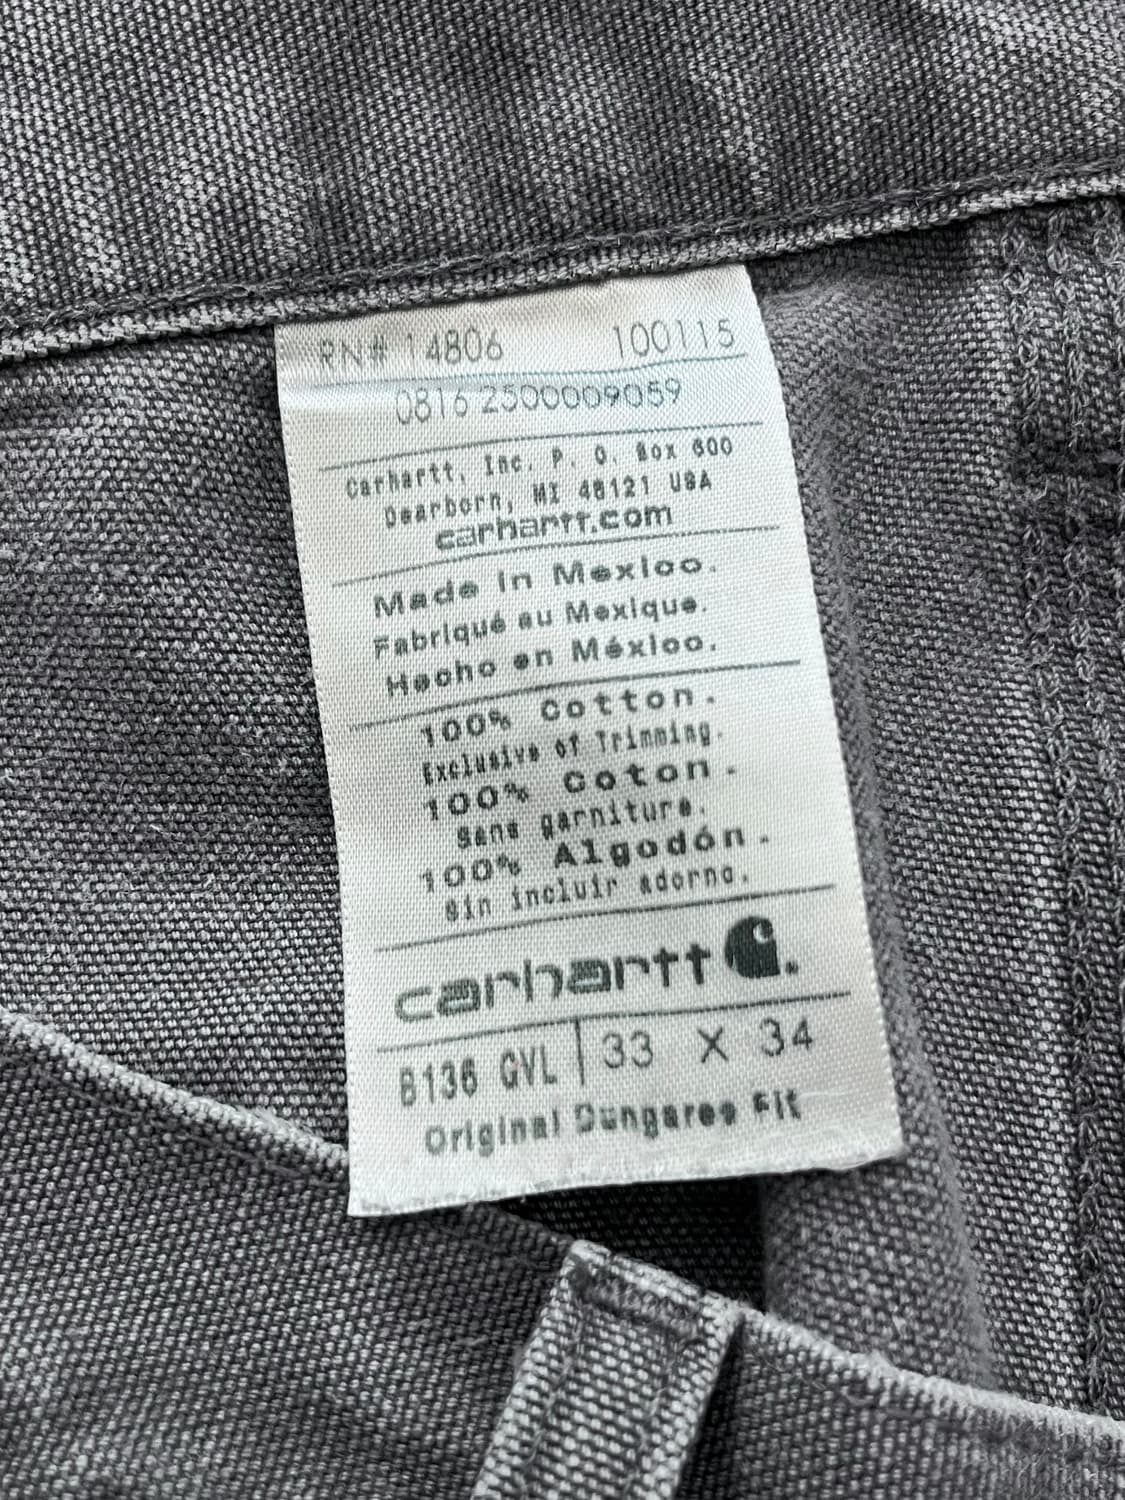 RN# 14806 100115
0816 2500009059
Carhartt, Inc. P. O. Box 600
Dearborn, MI 48121 USA
carhartt.com
Made in Mexico.
Fabriqué au Mexique.
Hecho en México.
100% Cotton.
Exclusive of Trimming.
100% Coton.
Sans garniture.
100% Algodón.
Sin incluir adorno.
carhartt
B136 GVL | 33 X 34
Original Dungaree Fit